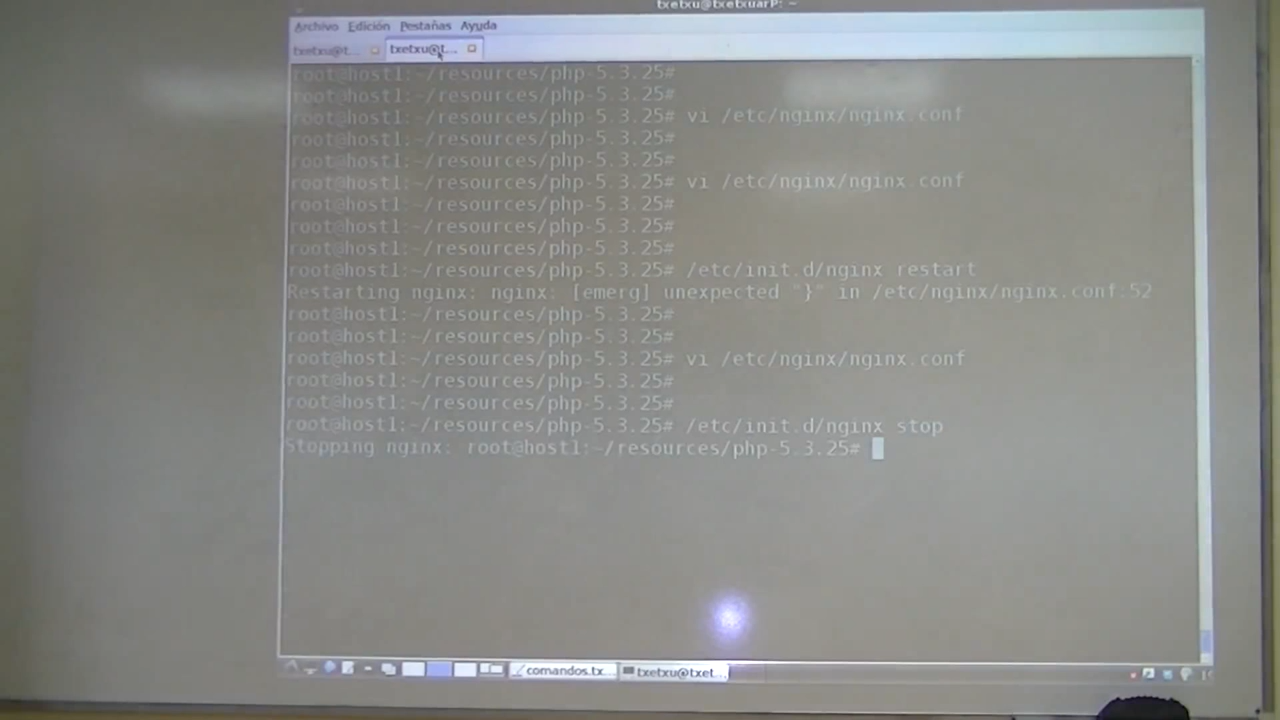 txetxu@txetxuarP: ~
Archivo Edición Pestañas Ayuda
txetxu@t... txetxu@t...
root@host1:~/resources/php-5.3.25#
root@host1:~/resources/php-5.3.25#
root@host1:~/resources/php-5.3.25# vi /etc/nginx/nginx.conf
root@host1:~/resources/php-5.3.25#
root@host1:~/resources/php-5.3.25#
root@host1:~/resources/php-5.3.25# vi /etc/nginx/nginx.conf
root@host1:~/resources/php-5.3.25#
root@host1:~/resources/php-5.3.25#
root@host1:~/resources/php-5.3.25#
root@host1:~/resources/php-5.3.25# /etc/init.d/nginx restart
Restarting nginx: nginx: [emerg] unexpected "}" in /etc/nginx/nginx.conf:52
root@host1:~/resources/php-5.3.25#
root@host1:~/resources/php-5.3.25#
root@host1:~/resources/php-5.3.25# vi /etc/nginx/nginx.conf
root@host1:~/resources/php-5.3.25#
root@host1:~/resources/php-5.3.25#
root@host1:~/resources/php-5.3.25# /etc/init.d/nginx stop
Stopping nginx: root@host1:~/resources/php-5.3.25#
comandos.tx... txetxu@txet...